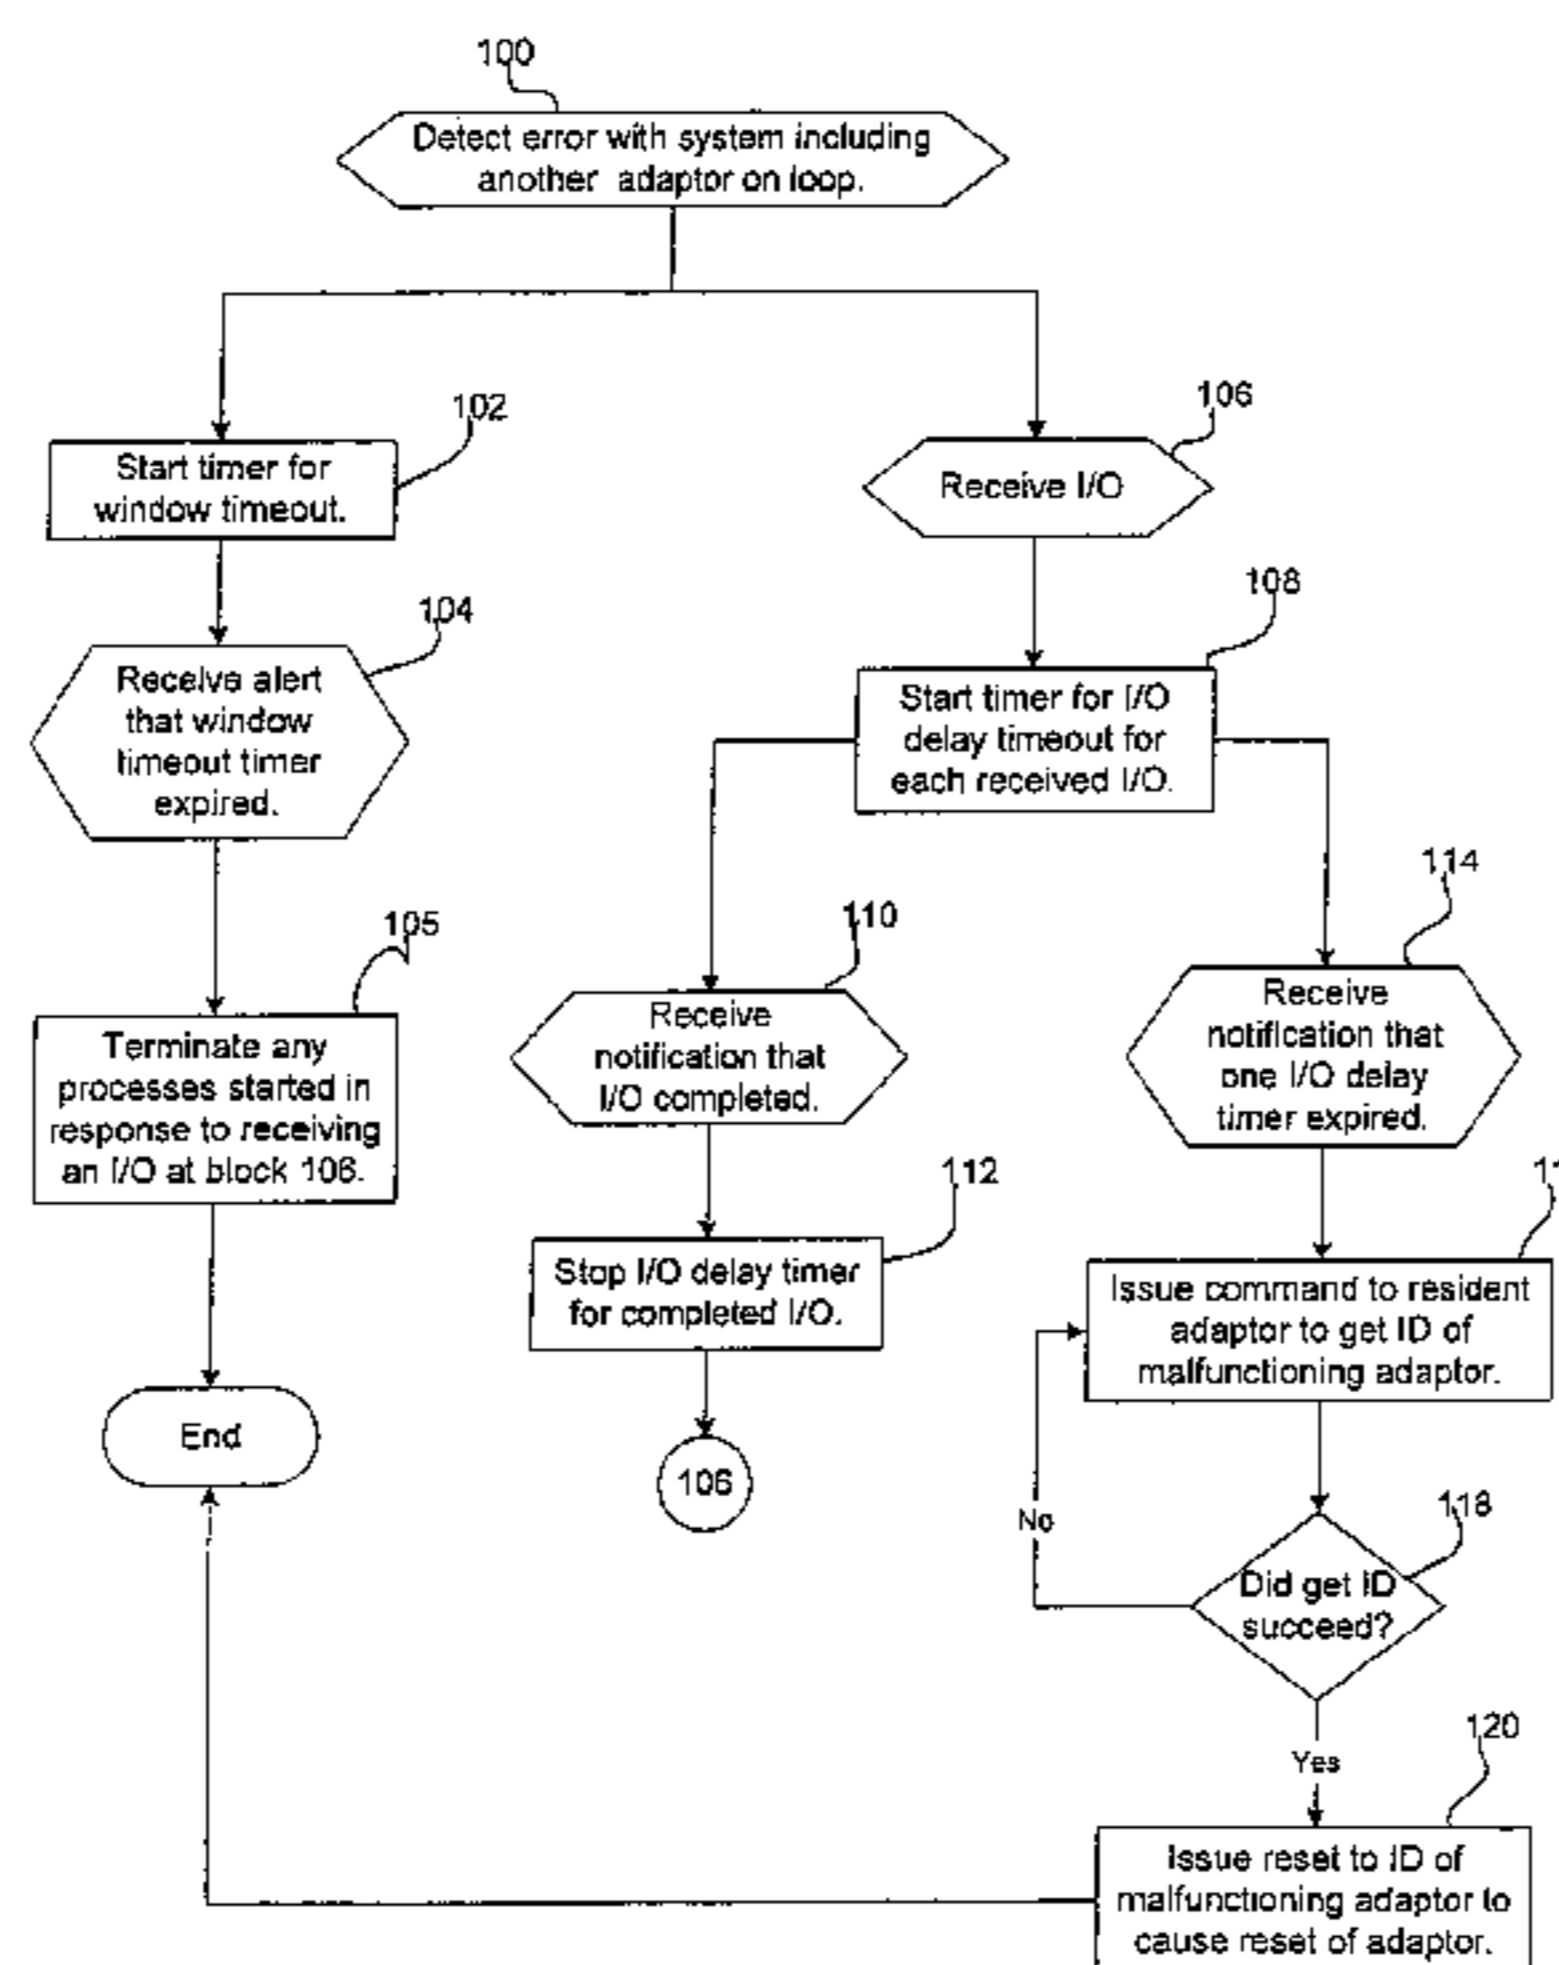 100
Detect error with system including
another adaptor on loop.
102
Start timer for
window timeout.
106
Receive I/O
104
Receive alert
that window
timeout timer
expired.
108
Start timer for I/O
delay timeout for
each received I/O.
105
Terminate any
processes started in
response to receiving
an I/O at block 106.
110
Receive
notification that
I/O completed.
114
Receive
notification that
one I/O delay
timer expired.
112
Stop I/O delay timer
for completed I/O.
Issue command to resident
adaptor to get ID of
malfunctioning adaptor.
End
106
No
118
Did get ID
succeed?
Yes
120
Issue reset to ID of
malfunctioning adaptor to
cause reset of adaptor.